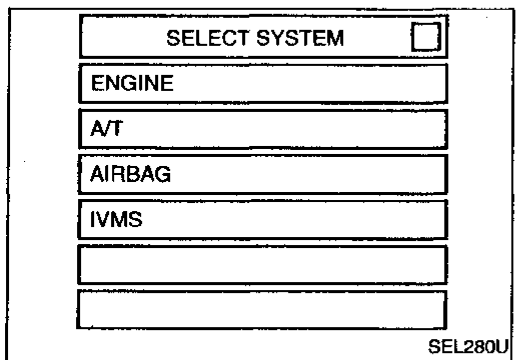 SELECT SYSTEM
ENGINE
A/T
AIRBAG
IVMS
SEL280U